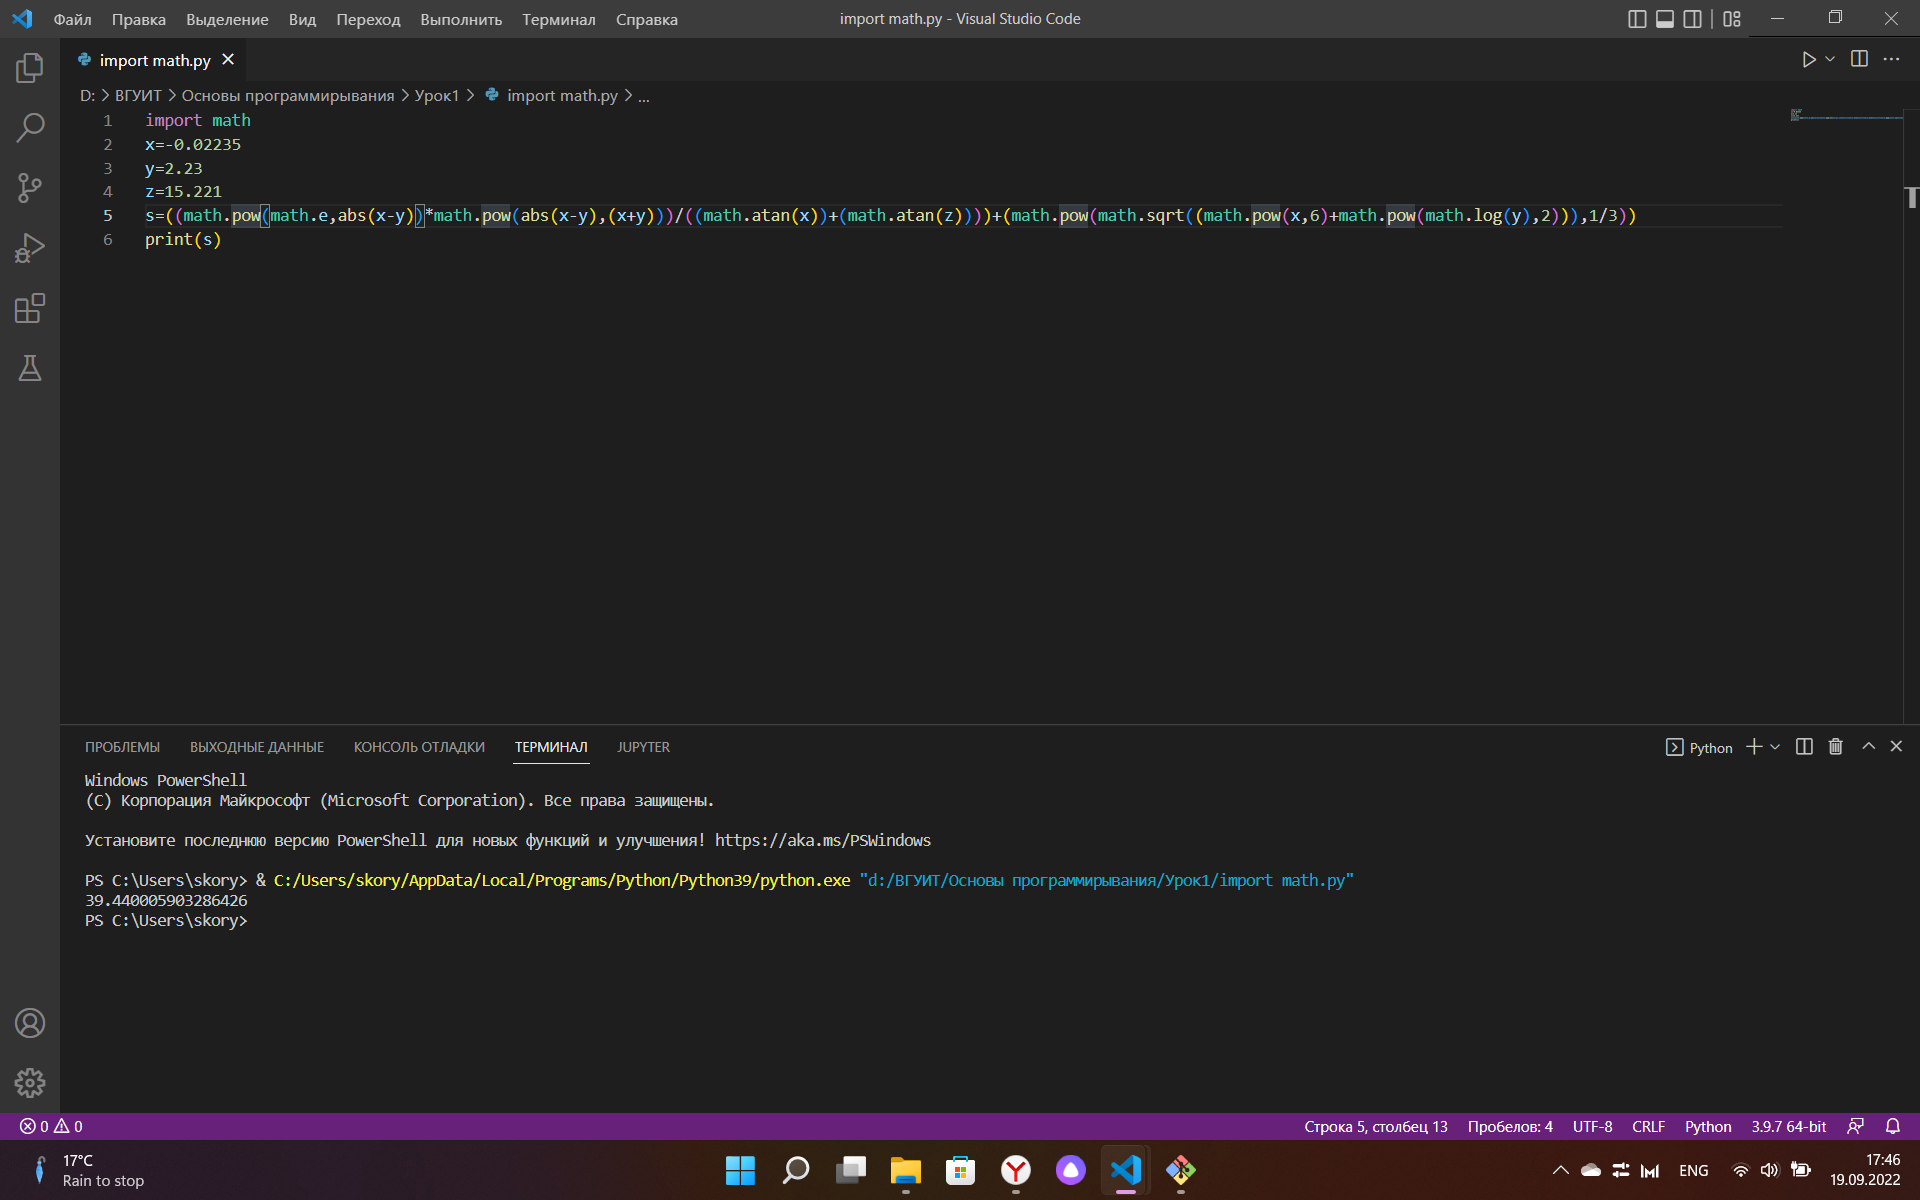 Файл Правка Выделение Вид Переход Выполнить Терминал Справка import math.py - Visual Studio Code
import math.py
D: > ВГУИТ > Основы программирывания > Урок1 > import math.py > ...
1 import math
2 x=-0.02235
3 y=2.23
4 z=15.221
5 s=((math.pow(math.e,abs(x-y))*math.pow(abs(x-y),(x+y)))/((math.atan(x))+(math.atan(z))))+(math.pow(math.sqrt((math.pow(x,6)+math.pow(math.log(y),2))),1/3))
6 print(s)
ПРОБЛЕМЫ ВЫХОДНЫЕ ДАННЫЕ КОНСОЛЬ ОТЛАДКИ ТЕРМИНАЛ JUPYTER Python
Windows PowerShell
(C) Корпорация Майкрософт (Microsoft Corporation). Все права защищены.
Установите последнюю версию PowerShell для новых функций и улучшения! https://aka.ms/PSWindows
PS C:\Users\skory> & C:/Users/skory/AppData/Local/Programs/Python/Python39/python.exe "d:/ВГУИТ/Основы программирывания/Урок1/import math.py"
39.440005903286426
PS C:\Users\skory>
0 0 Строка 5, столбец 13 Пробелов: 4 UTF-8 CRLF Python 3.9.7 64-bit
17°C
Rain to stop
ENG
17:46
19.09.2022